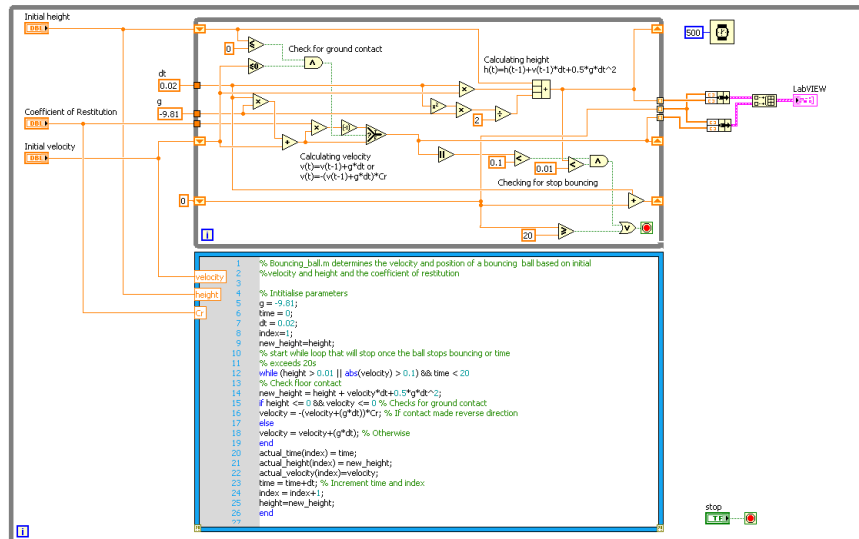 Initial height
DBL
500
0
Check for ground contact
Calculating height
h(t)=h(t-1)+v(t-1)*dt+0.5*g*dt^2
dt
0.02
LabVIEW
g
-9.81
Coefficient of Restitution
DBL
2
Initial velocity
DBL
Calculating velocity
v(t)=v(t-1)+g*dt or
v(t)=-(v(t-1)+g*dt)*Cr
0.1
0.01
Checking for stop bouncing
0
20
i
velocity
height
Cr
1 % Bouncing_ball.m determines the velocity and position of a bouncing ball based on initial
2 %velocity and height and the coefficient of restitution
3
4 % Intitialise parameters
5 g = -9.81;
6 time = 0;
7 dt = 0.02;
8 index=1;
9 new_height=height;
10 % start while loop that will stop once the ball stops bouncing or time
11 % exceeds 20s
12 while (height > 0.01 || abs(velocity) > 0.1) && time < 20
13 % Check floor contact
14 new_height = height + velocity*dt+0.5*g*dt^2;
15 if height <= 0 && velocity <= 0 % Checks for ground contact
16 velocity = -(velocity+(g*dt))*Cr; % If contact made reverse direction
17 else
18 velocity = velocity+(g*dt); % Otherwise
19 end
20 actual_time(index) = time;
21 actual_height(index) = new_height;
22 actual_velocity(index)=velocity;
23 time = time+dt; % Increment time and index
24 index = index+1;
25 height=new_height;
26 end
27
stop
TF
i